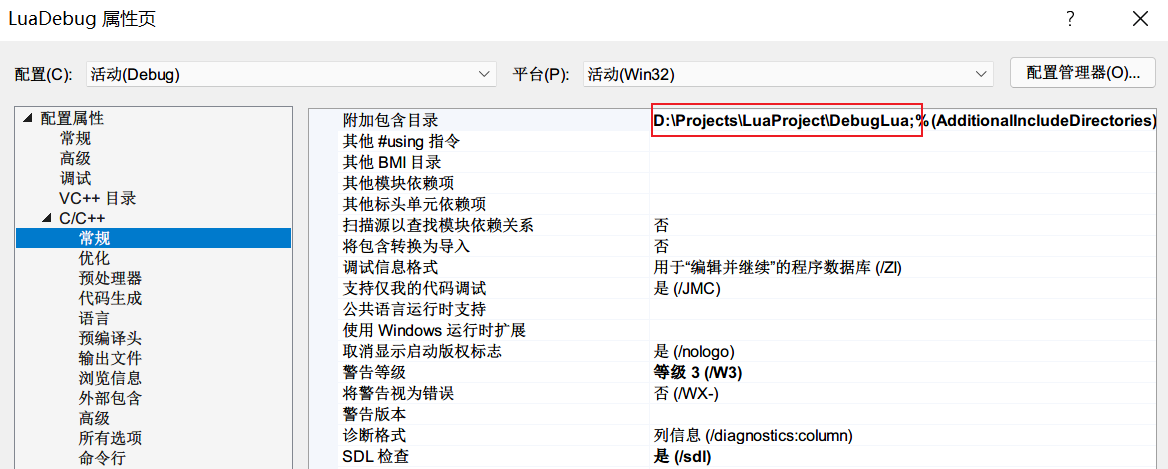 LuaDebug 属性页
配置(C): 活动(Debug) 平台(P): 活动(Win32) 配置管理器(O)...
配置属性
常规
高级
调试
VC++ 目录
C/C++
常规
优化
预处理器
代码生成
语言
预编译头
输出文件
浏览信息
外部包含
高级
所有选项
命令行
附加包含目录 D:\Projects\LuaProject\DebugLua;%(AdditionalIncludeDirectories)
其他 #using 指令
其他 BMI 目录
其他模块依赖项
其他标头单元依赖项
扫描源以查找模块依赖关系 否
将包含转换为导入 否
调试信息格式 用于“编辑并继续”的程序数据库 (/ZI)
支持仅我的代码调试 是 (/JMC)
公共语言运行时支持
使用 Windows 运行时扩展
取消显示启动版权标志 是 (/nologo)
警告等级 等级 3 (/W3)
将警告视为错误 否 (/WX-)
警告版本
诊断格式 列信息 (/diagnostics:column)
SDL 检查 是 (/sdl)